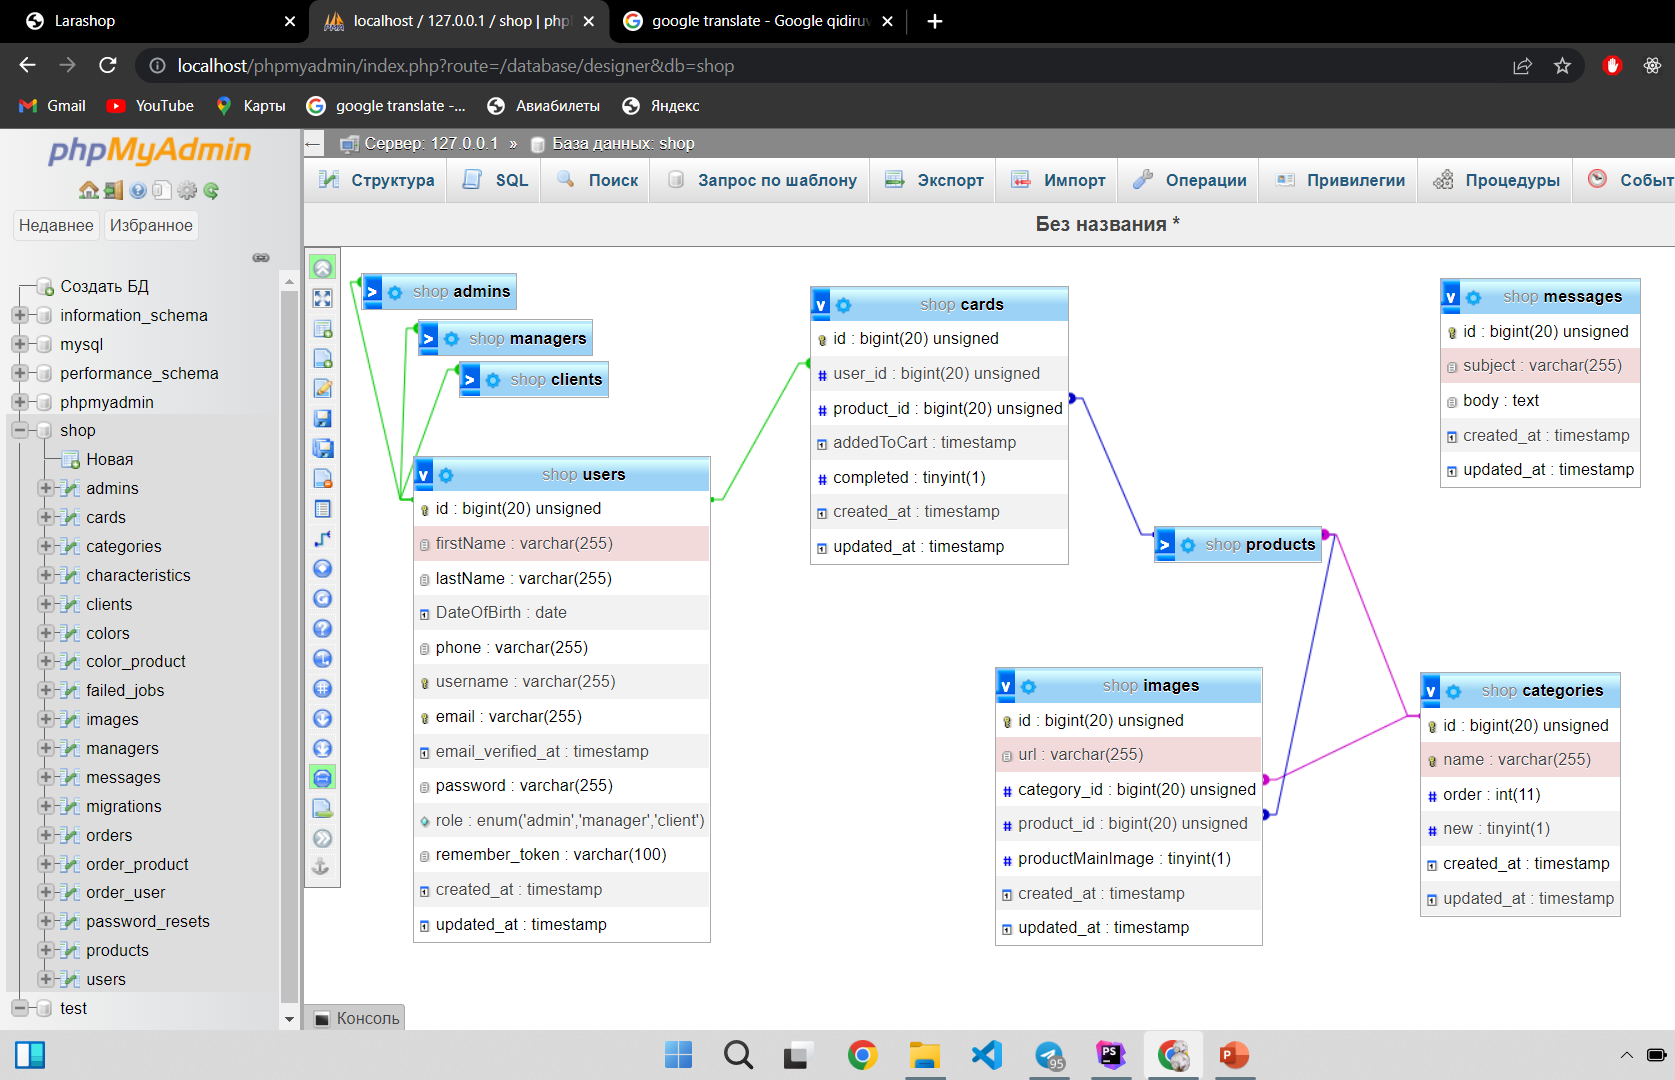 Larashop
localhost / 127.0.0.1 / shop | phpl
google translate - Google qidiruv
localhost/phpmyadmin/index.php?route=/database/designer&db=shop
Gmail
YouTube
Карты
google translate -...
Авиабилеты
Яндекс
phpMyAdmin
Недавнее
Избранное
Создать БД
information_schema
mysql
performance_schema
phpmyadmin
shop
Новая
admins
cards
categories
characteristics
clients
colors
color_product
failed_jobs
images
managers
messages
migrations
orders
order_product
order_user
password_resets
products
users
test
Сервер: 127.0.0.1 » База данных: shop
Структура
SQL
Поиск
Запрос по шаблону
Экспорт
Импорт
Операции
Привилегии
Процедуры
Событ
Без названия *
shop admins
shop managers
shop clients
shop users
id : bigint(20) unsigned
firstName : varchar(255)
lastName : varchar(255)
DateOfBirth : date
phone : varchar(255)
username : varchar(255)
email : varchar(255)
email_verified_at : timestamp
password : varchar(255)
role : enum('admin','manager','client')
remember_token : varchar(100)
created_at : timestamp
updated_at : timestamp
shop cards
id : bigint(20) unsigned
user_id : bigint(20) unsigned
product_id : bigint(20) unsigned
addedToCart : timestamp
completed : tinyint(1)
created_at : timestamp
updated_at : timestamp
shop messages
id : bigint(20) unsigned
subject : varchar(255)
body : text
created_at : timestamp
updated_at : timestamp
shop products
shop images
id : bigint(20) unsigned
url : varchar(255)
category_id : bigint(20) unsigned
product_id : bigint(20) unsigned
productMainImage : tinyint(1)
created_at : timestamp
updated_at : timestamp
shop categories
id : bigint(20) unsigned
name : varchar(255)
order : int(11)
new : tinyint(1)
created_at : timestamp
updated_at : timestamp
Консоль
95
PS
P